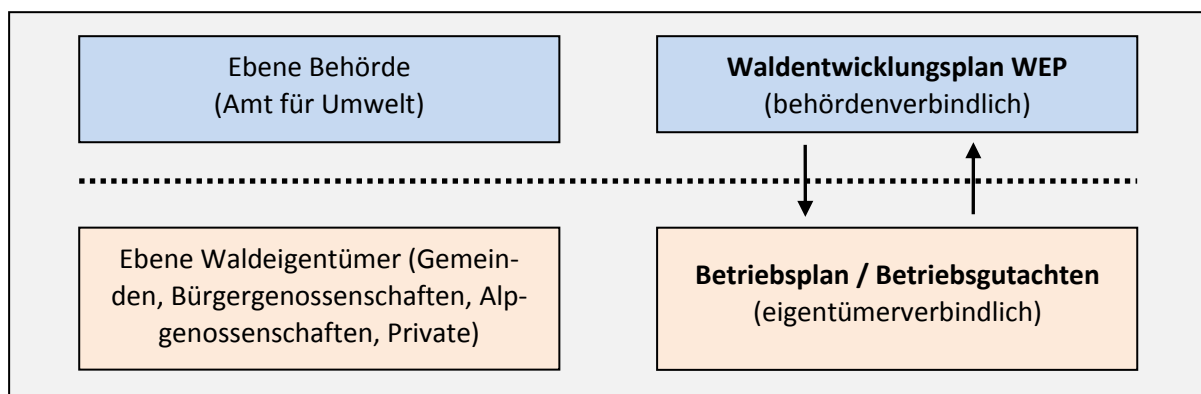 Ebene Behörde
(Amt für Umwelt)
Waldentwicklungsplan WEP
(behördenverbindlich)
Ebene Waldeigentümer (Gemein-
den, Bürgergenossenschaften, Alp-
genossenschaften, Private)
Betriebsplan / Betriebsgutachten
(eigentümerverbindlich)